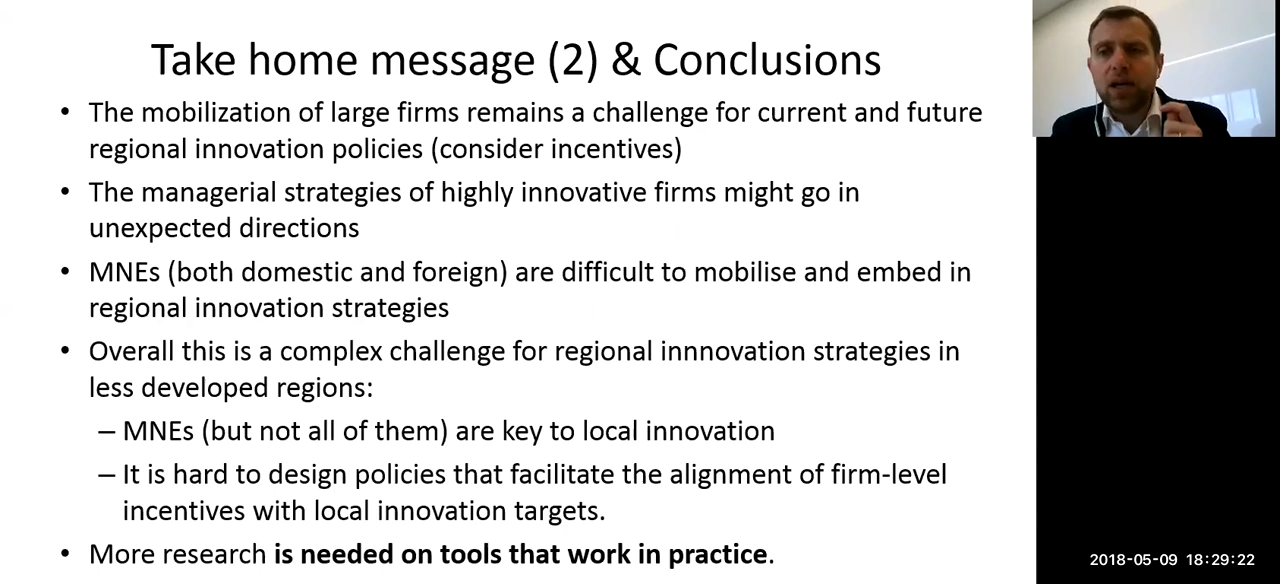 Take home message (2) & Conclusions
• The mobilization of large firms remains a challenge for current and future
regional innovation policies (consider incentives)
• The managerial strategies of highly innovative firms might go in
unexpected directions
• MNEs (both domestic and foreign) are difficult to mobilise and embed in
regional innovation strategies
• Overall this is a complex challenge for regional innnovation strategies in
less developed regions:
– MNEs (but not all of them) are key to local innovation
– It is hard to design policies that facilitate the alignment of firm-level
incentives with local innovation targets.
• More research is needed on tools that work in practice.
2018-05-09 18:29:22